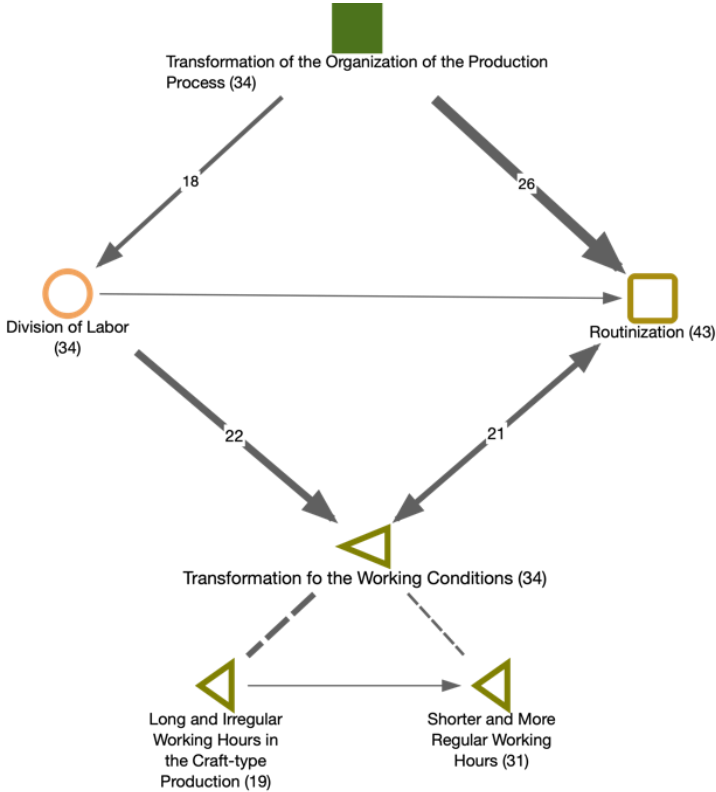 Transformation of the Organization of the Production
Process (34)
18
26
Division of Labor
(34)
Routinization (43)
22
21
Transformation fo the Working Conditions (34)
Long and Irregular
Working Hours in
the Craft-type
Production (19)
Shorter and More
Regular Working
Hours (31)